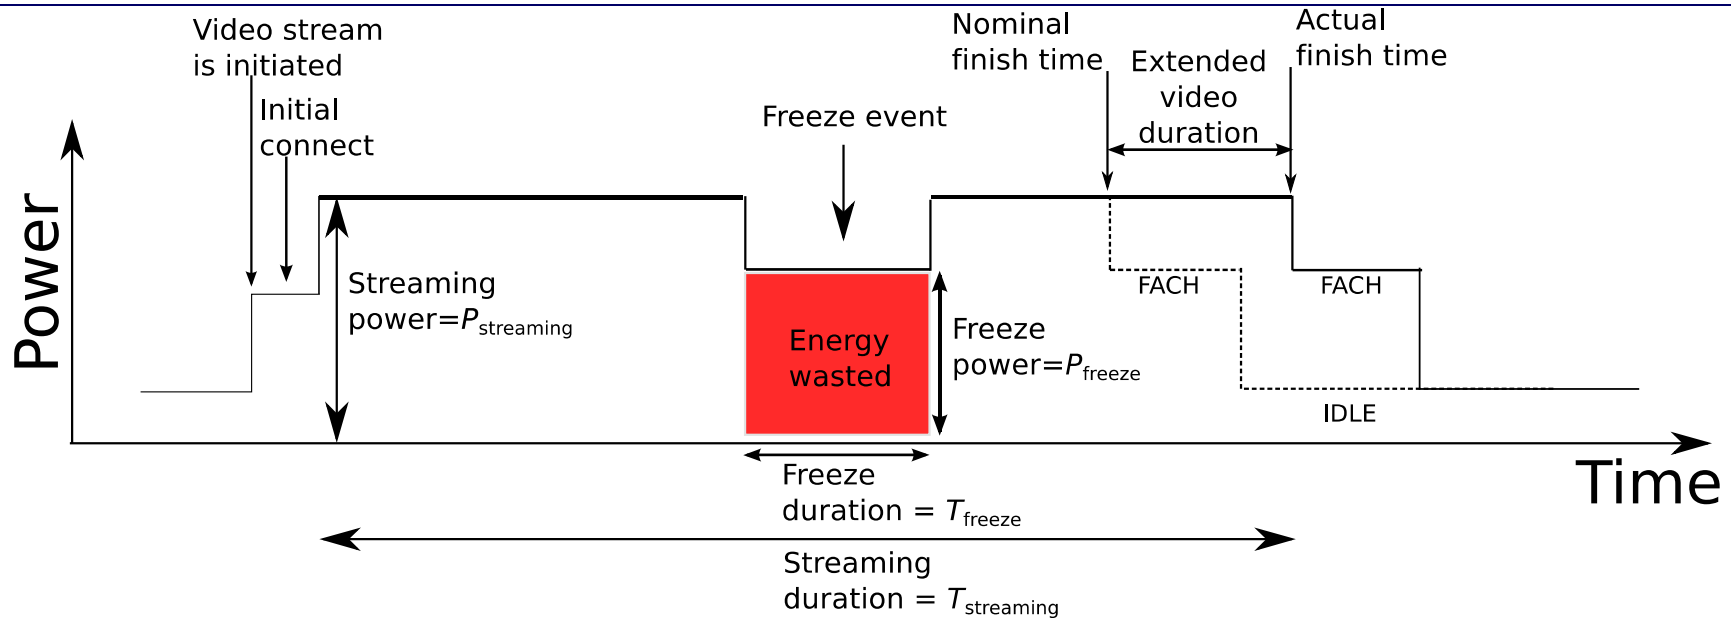 Video stream
is initiated
Initial
connect
Freeze event
Nominal
finish time
Extended
video
duration
Actual
finish time
Power
Streaming
power=Pstreaming
Energy
wasted
Freeze
power=Pfreeze
FACH
FACH
IDLE
Time
Freeze
duration = Tfreeze
Streaming
duration = Tstreaming